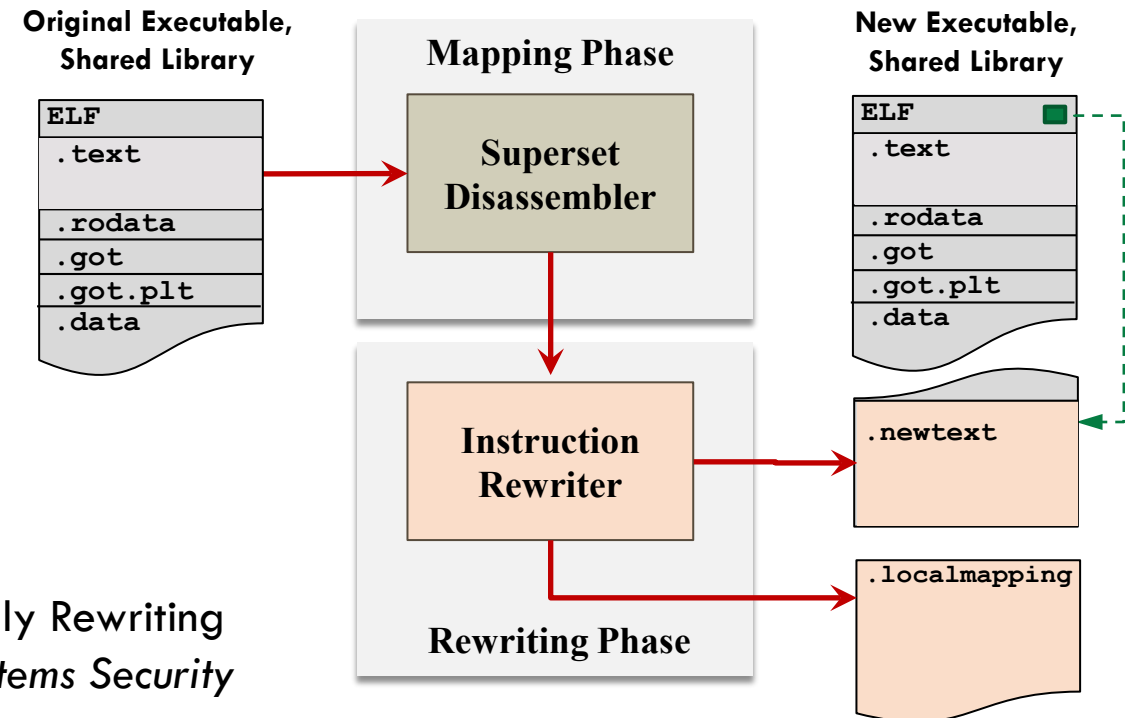 Original Executable,
Shared Library
ELF
.text
.rodata
.got
.got.plt
.data
Mapping Phase
Superset
Disassembler
Instruction
Rewriter
Rewriting Phase
New Executable,
Shared Library
ELF
.text
.rodata
.got
.got.plt
.data
.newtext
.localmapping
ly Rewriting
tems Security